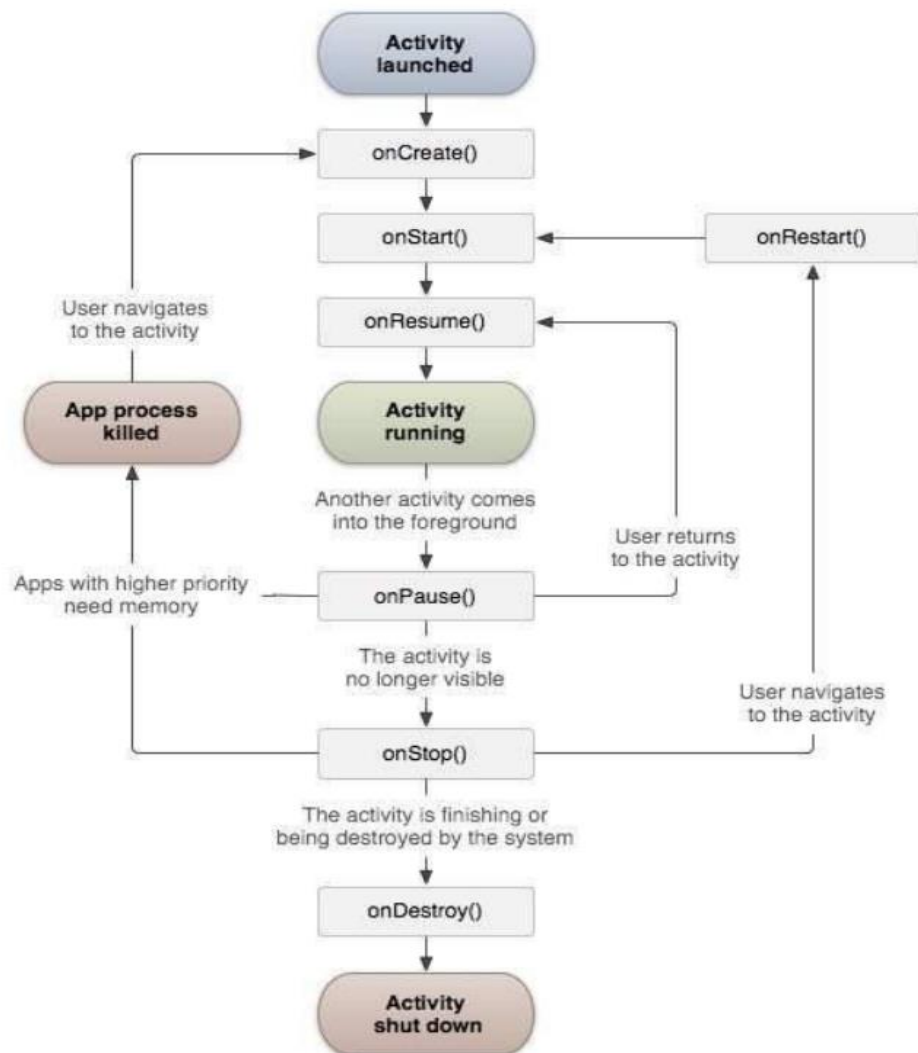 Activity
launched
onCreate()
onStart()
onRestart()
User navigates
to the activity
onResume()
App process
killed
Activity
running
Another activity comes
into the foreground
User returns
to the activity
Apps with higher priority
need memory
onPause()
The activity is
no longer visible
User navigates
to the activity
onStop()
The activity is finishing or
being destroyed by the system
onDestroy()
Activity
shut down